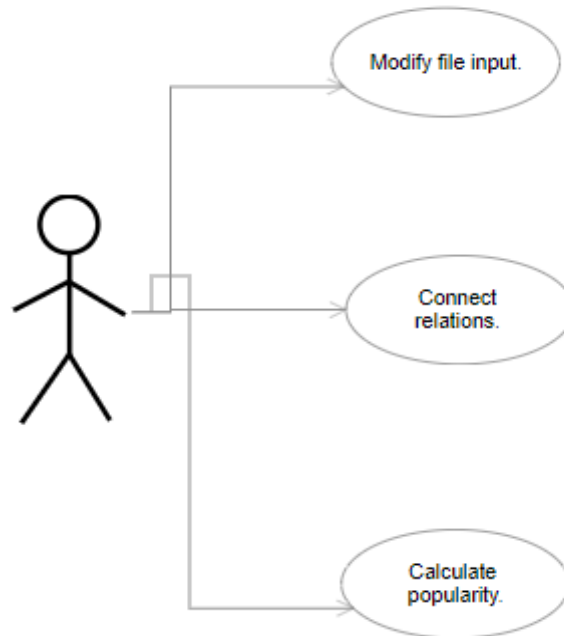 Modify file input.
Connect
relations.
Calculate
popularity.